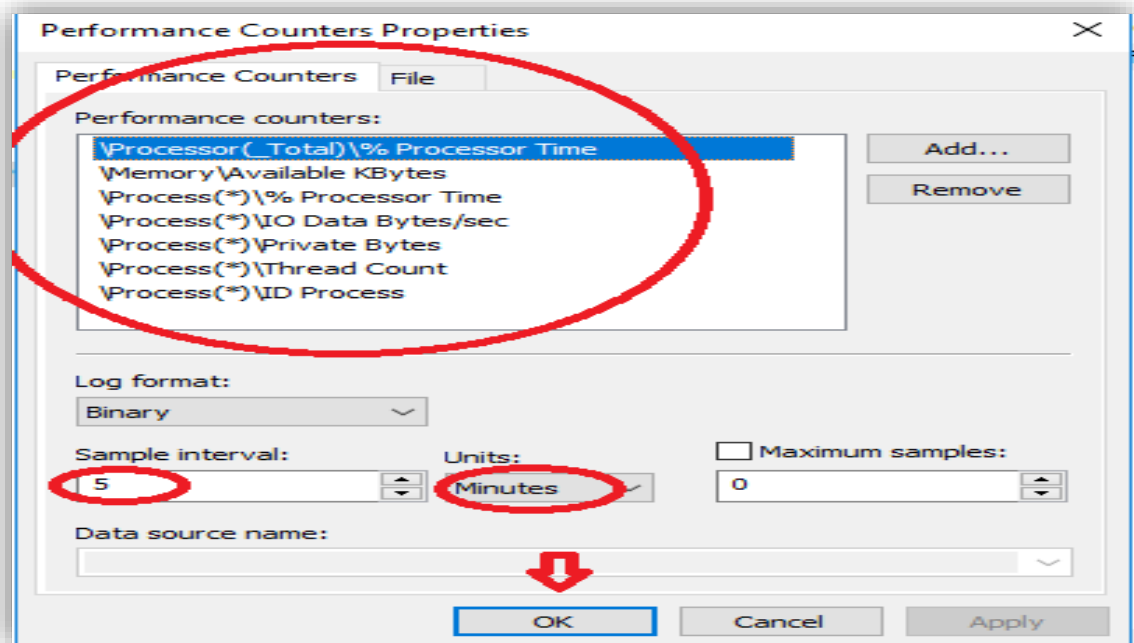 Performance Counters Properties
Performance Counters File
Performance counters:
\Processor(_Total)\% Processor Time
\Memory\Available KBytes
\Process(*)\% Processor Time
\Process(*)\IO Data Bytes/sec
\Process(*)\Private Bytes
\Process(*)\Thread Count
\Process(*)\ID Process
Add...
Remove
Log format:
Binary
Sample interval: Units: Maximum samples:
5 Minutes 0
Data source name:
OK Cancel Apply